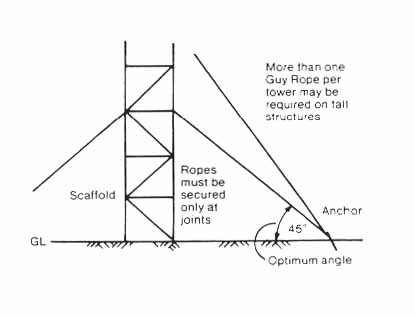 More than one
Guy Rope per
tower may be
required on tall
structures
Scaffold
Ropes
must be
secured
only at
joints
Anchor
45°
GL
Optimum angle